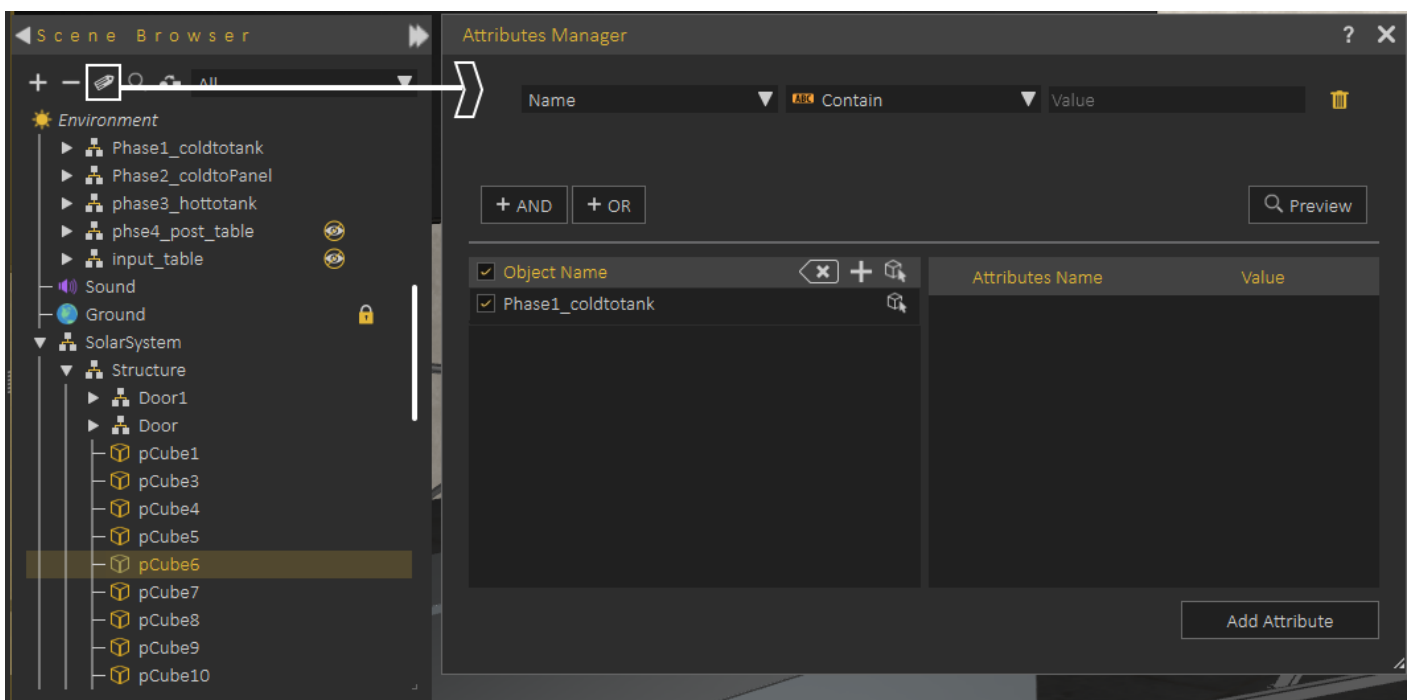 Scene Browser
All
Environment
Phase1_coldtotank
Phase2_coldtoPanel
phase3_hottotank
phse4_post_table
input_table
Sound
Ground
SolarSystem
Structure
Door1
Door
pCube1
pCube3
pCube4
pCube5
pCube6
pCube7
pCube8
pCube9
pCube10
Attributes Manager ?
Name ABC Contain Value
+ AND + OR Preview
Object Name
Phase1_coldtotank
Attributes Name Value
Add Attribute